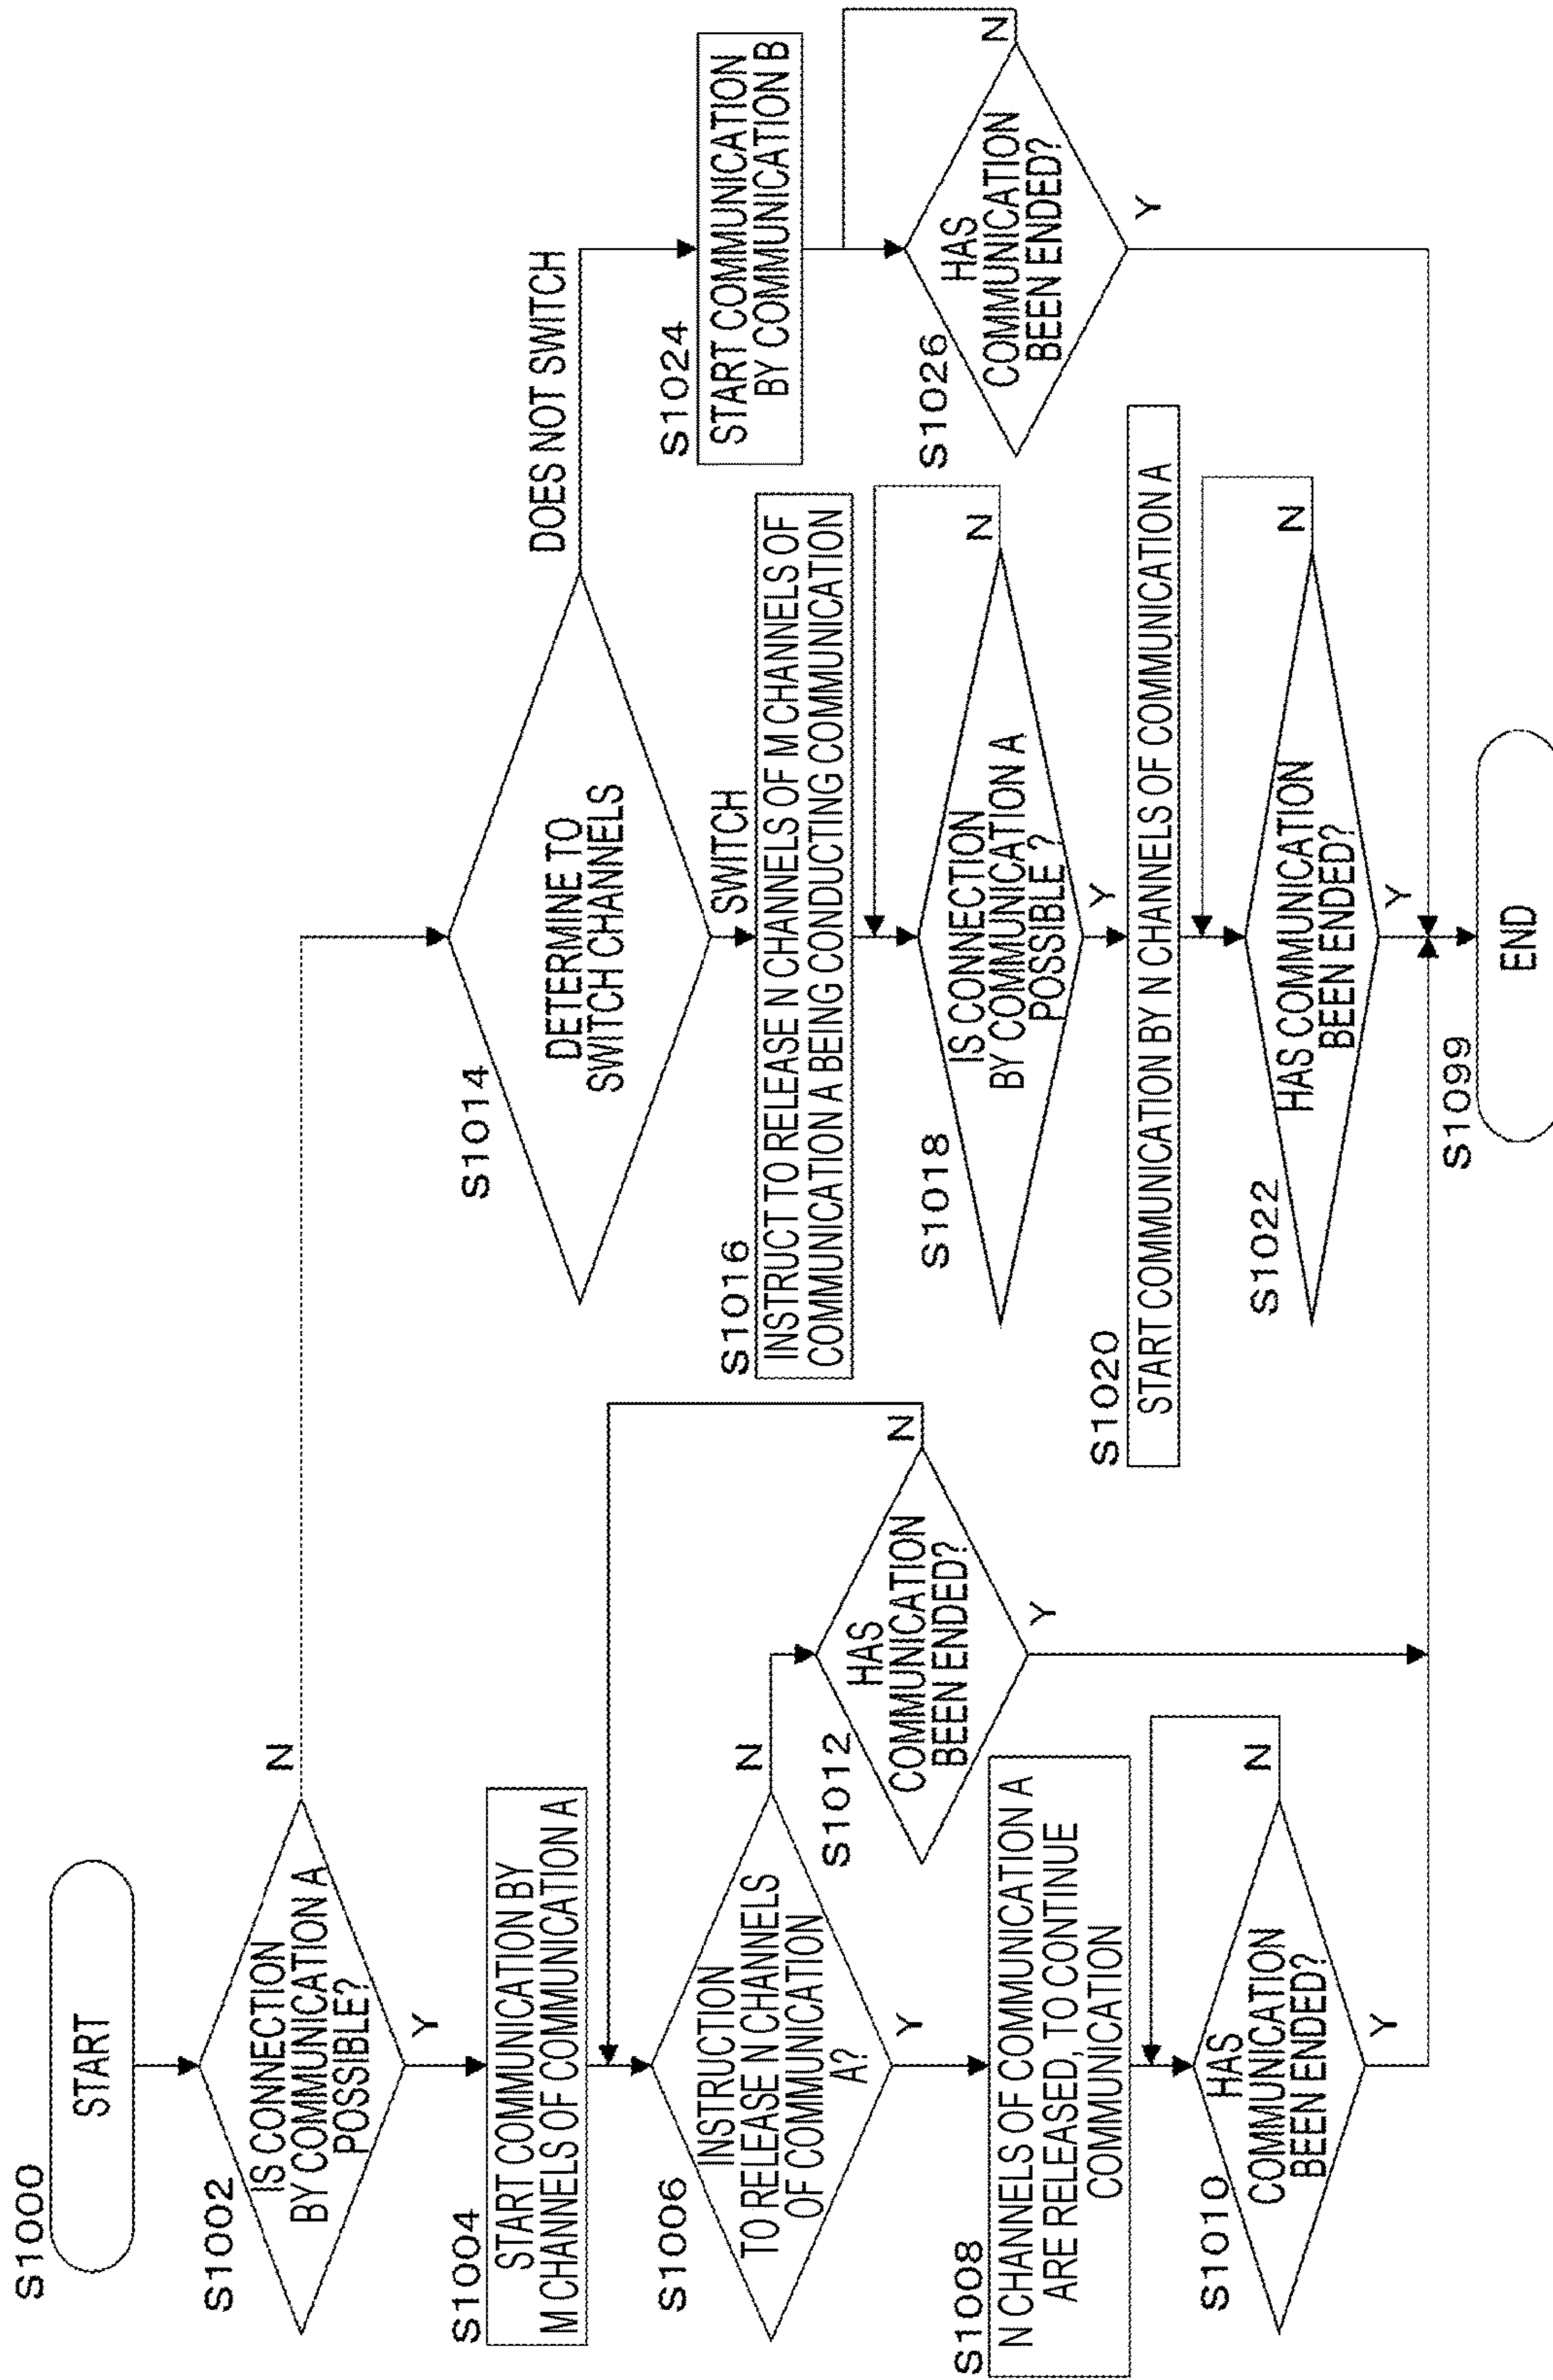 S1000
START
S1002
IS CONNECTION
BY COMMUNICATION A
POSSIBLE?
N
Y
S1004
START COMMUNICATION BY
M CHANNELS OF COMMUNICATION A
S1006
INSTRUCTION
TO RELEASE N CHANNELS
OF COMMUNICATION
A?
N
Y
S1008
N CHANNELS OF COMMUNICATION A
ARE RELEASED, TO CONTINUE
COMMUNICATION
S1010
HAS
COMMUNICATION
BEEN ENDED?
N
Y
S1012
HAS
COMMUNICATION
BEEN ENDED?
N
Y
S1014
DETERMINE TO
SWITCH CHANNELS
DOES NOT SWITCH
SWITCH
S1016
INSTRUCT TO RELEASE N CHANNELS OF M CHANNELS OF
COMMUNICATION A BEING CONDUCTING COMMUNICATION
S1018
IS CONNECTION
BY COMMUNICATION A
POSSIBLE ?
N
Y
S1020
START COMMUNICATION BY N CHANNELS OF COMMUNICATION A
S1022
HAS COMMUNICATION
BEEN ENDED?
N
Y
S1024
START COMMUNICATION
BY COMMUNICATION B
S1026
HAS
COMMUNICATION
BEEN ENDED?
N
Y
S1099
END